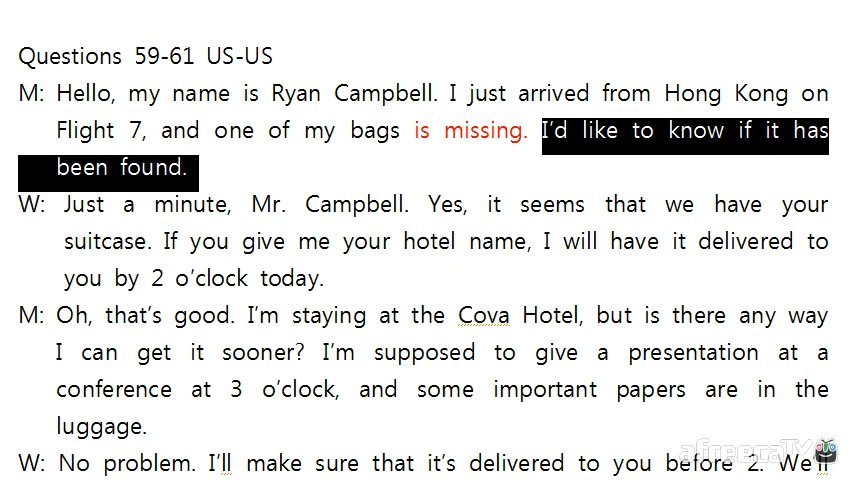 Questions 59-61 US-US
M: Hello, my name is Ryan Campbell. I just arrived from Hong Kong on
Flight 7, and one of my bags is missing. I'd like to know if it has
been found.
W: Just a minute, Mr. Campbell. Yes, it seems that we have your
suitcase. If you give me your hotel name, I will have it delivered to
you by 2 o'clock today.
M: Oh, that's good. I'm staying at the Cova Hotel, but is there any way
I can get it sooner? I'm supposed to give a presentation at a
conference at 3 o'clock, and some important papers are in the
luggage.
W: No problem. I'll make sure that it's delivered to you before 2. We'll
afreecaTV